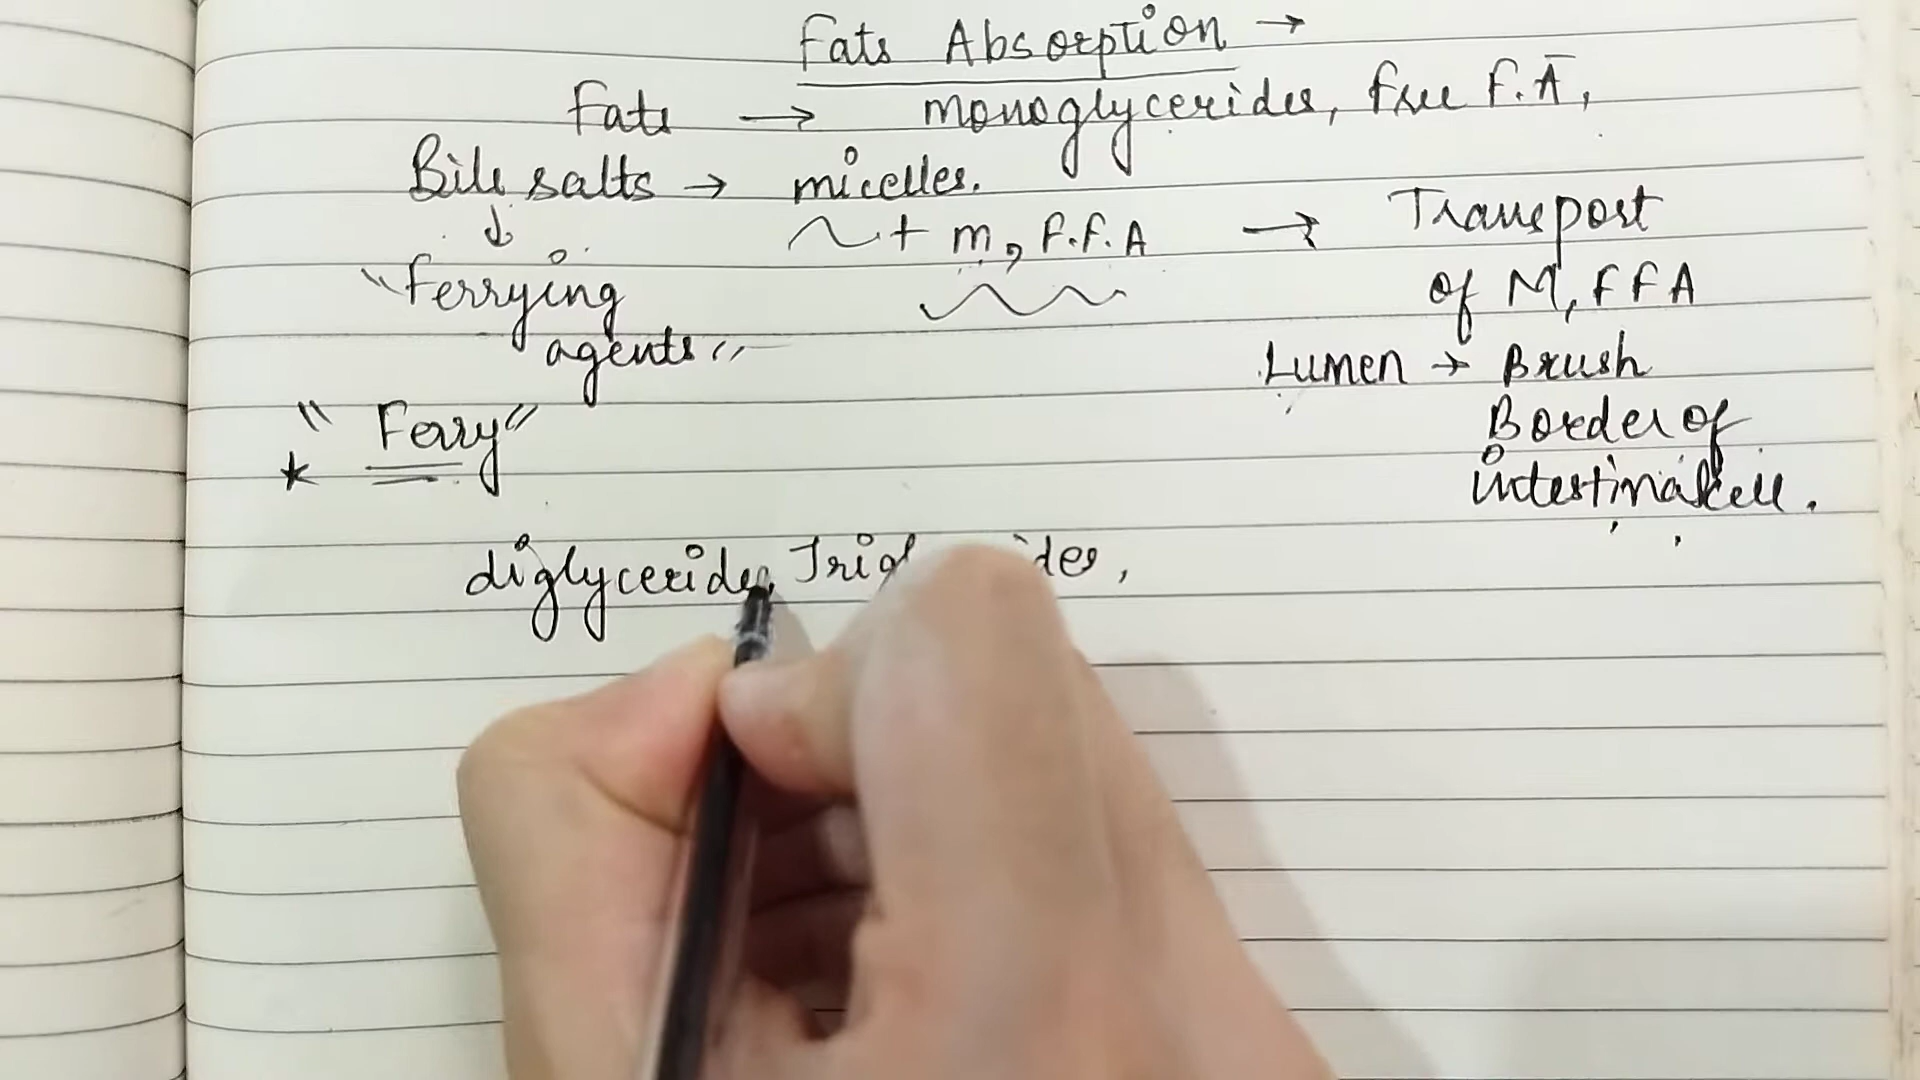 Fats Absorption →
Fats → monoglycerides, free F.A,
Bile salts → micelles.
↓ + m, F.F.A → Transport
"Ferrying of M, FFA
agents" Lumen → Brush
"Ferry" Border of
* intestinal cell.
diglycerides,